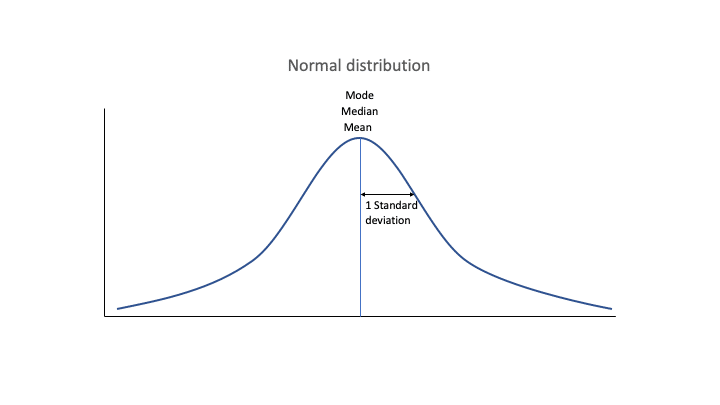 Normal distribution
Mode
Median
Mean
1 Standard
deviation